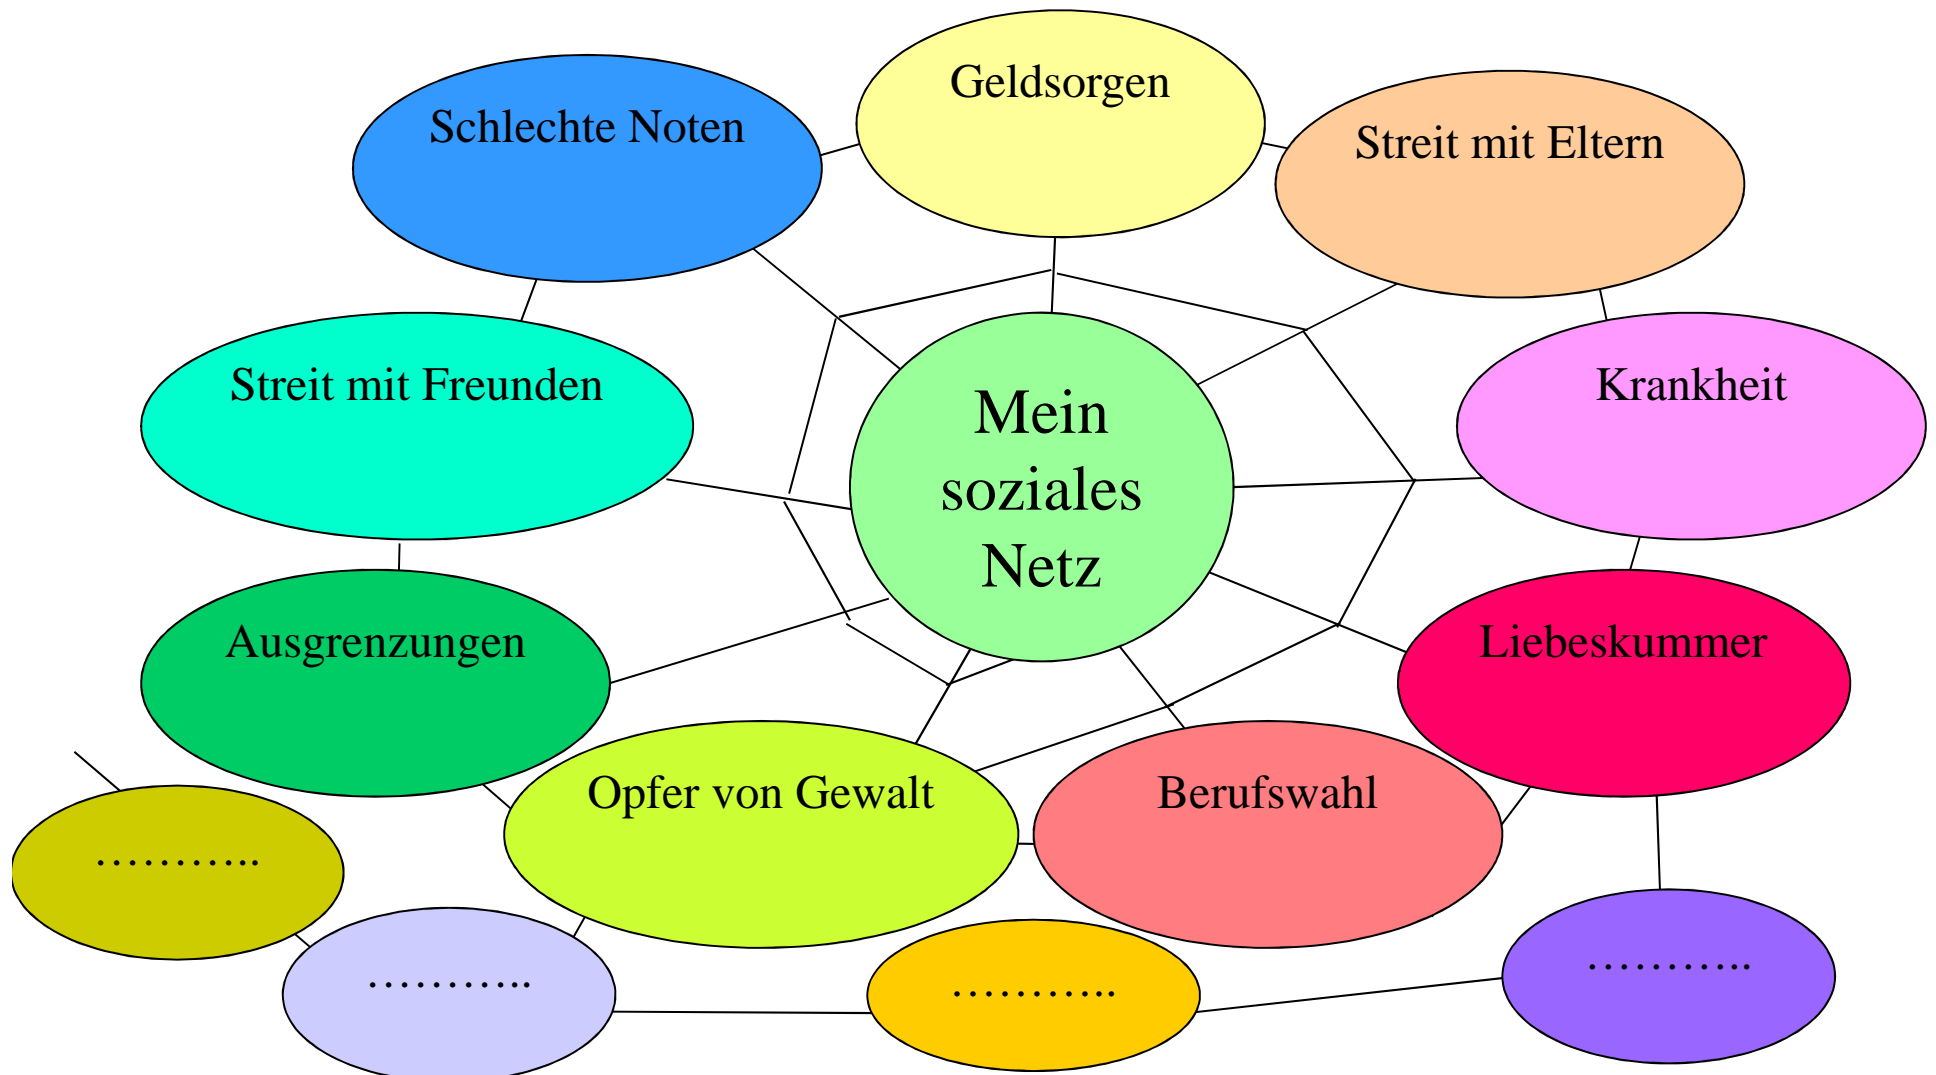 Geldsorgen
Schlechte Noten
Streit mit Eltern
Streit mit Freunden
Krankheit
Mein
soziales
Netz
Ausgrenzungen
Liebeskummer
Opfer von Gewalt
Berufswahl
………..
………..
………..
………..